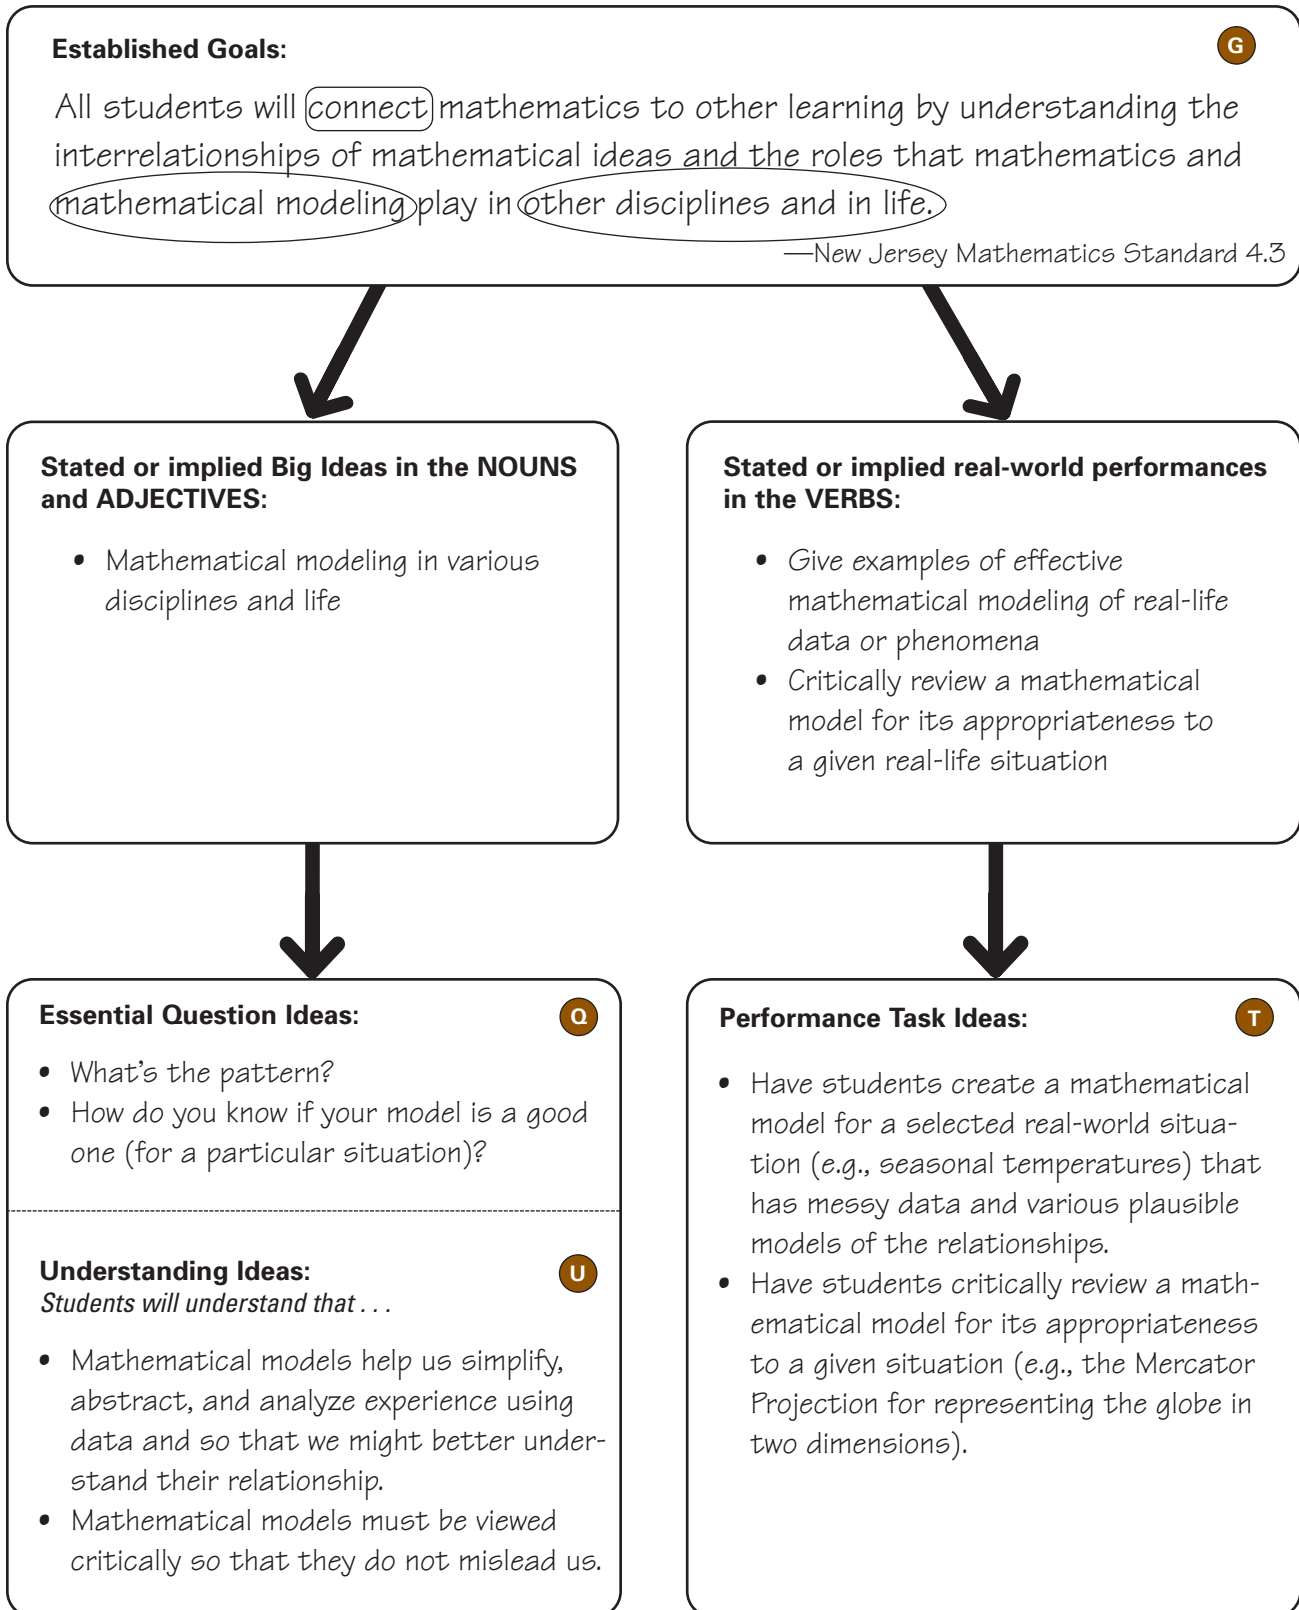 Established Goals:
G
All students will connect mathematics to other learning by understanding the
interrelationships of mathematical ideas and the roles that mathematics and
mathematical modeling play in other disciplines and in life.
—New Jersey Mathematics Standard 4.3
Stated or implied Big Ideas in the NOUNS
and ADJECTIVES:
• Mathematical modeling in various
disciplines and life
Stated or implied real-world performances
in the VERBS:
• Give examples of effective
mathematical modeling of real-life
data or phenomena
• Critically review a mathematical
model for its appropriateness to
a given real-life situation
Essential Question Ideas:
Q
• What's the pattern?
• How do you know if your model is a good
one (for a particular situation)?
Understanding Ideas:
U
Students will understand that . . .
• Mathematical models help us simplify,
abstract, and analyze experience using
data and so that we might better under-
stand their relationship.
• Mathematical models must be viewed
critically so that they do not mislead us.
Performance Task Ideas:
T
• Have students create a mathematical
model for a selected real-world situa-
tion (e.g., seasonal temperatures) that
has messy data and various plausible
models of the relationships.
• Have students critically review a math-
ematical model for its appropriateness
to a given situation (e.g., the Mercator
Projection for representing the globe in
two dimensions).